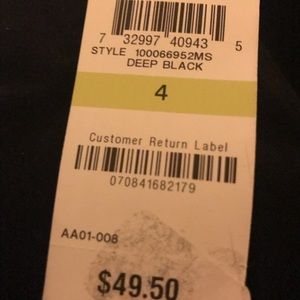 7 32997 40943 5
STYLE 100066952MS
DEEP BLACK
4
Customer Return Label
070841682179
AA01-008
$49.50